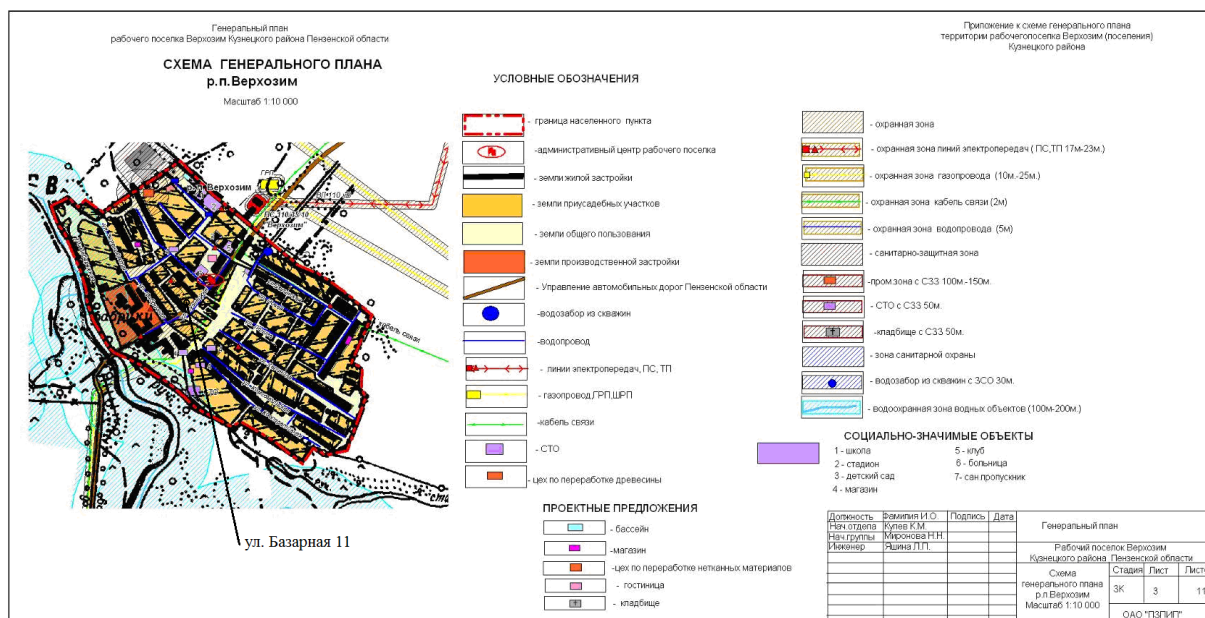 Генеральный план
рабочего поселка Верхозим Кузнецкого района Пензенской области
СХЕМА ГЕНЕРАЛЬНОГО ПЛАНА
р.п.Верхозим
Масштаб 1:10 000
Приложение к схеме генерального плана
территории рабочегопоселка Верхозим (поселения)
Кузнецкого района
р.п. Верхозим
ГРП
фабрики
кабель связи
ул. Базарная 11
УСЛОВНЫЕ ОБОЗНАЧЕНИЯ
- граница населенного пункта
-административный центр рабочего поселка
- земли жилой застройки
- земли приусадебных участков
- земли общего пользования
- земли производственной застройки
- Управление автомобильных дорог Пензенской области
-водозабор из скважин
-водопровод
- линии электропередач, ПС, ТП
- газопровод,ГРП,ШРП
-кабель связи
- СТО
- цех по переработке древесины
ПРОЕКТНЫЕ ПРЕДЛОЖЕНИЯ
- бассейн
-магазин
-цех по переработке нетканных материалов
- гостиница
- кладбище
- охранная зона
- охранная зона линий электропередач ( ПС,ТП 17м-23м.)
- охранная зона газопровода (10м.-25м.)
-охранная зона кабель связи (2м)
- охранная зона водопровода (5м)
- санитарно-защитная зона
-пром.зона с СЗЗ 100м.-150м.
- СТО с СЗЗ 50м.
-кладбище с СЗЗ 50м.
- зона санитарной охраны
- водозабор из скважин с ЗСО 30м.
- водоохранная зона водных объектов (100м-200м.)
СОЦИАЛЬНО-ЗНАЧИМЫЕ ОБЪЕКТЫ
1 - школа
2 - стадион
3 - детский сад
4 - магазин
5 - клуб
6 - больница
7- сан.пропускник
Должность Фамилия И.О. Подпись Дата
Нач.отдела Кулев К.М.
Нач.группы Миронова Н.Н.
Инженер Яшина Л.П.
Генеральный план
Рабочий поселок Верхозим
Кузнецкого района Пензенской области
Схема
генерального плана
р.п.Верхозим
Масштаб 1:10 000
Стадия Лист
ЗК 3 11
ОАО "ПЗПИП"